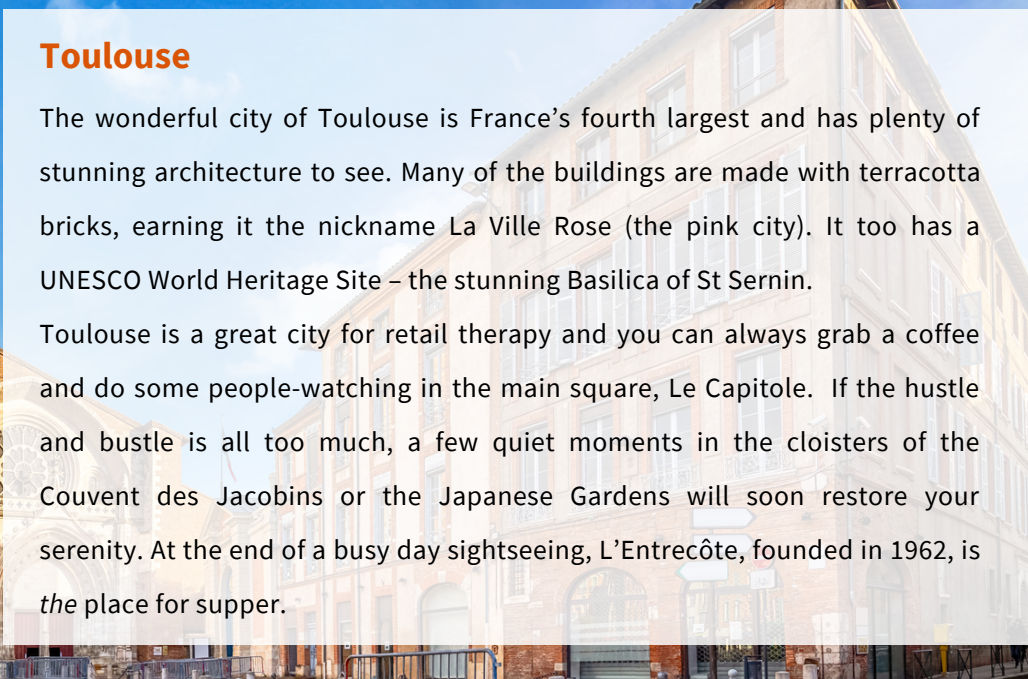 Toulouse
The wonderful city of Toulouse is France’s fourth largest and has plenty of
stunning architecture to see. Many of the buildings are made with terracotta
bricks, earning it the nickname La Ville Rose (the pink city). It too has a
UNESCO World Heritage Site – the stunning Basilica of St Sernin.
Toulouse is a great city for retail therapy and you can always grab a coffee
and do some people-watching in the main square, Le Capitole.  If the hustle
and bustle is all too much, a few quiet moments in the cloisters of the
Couvent des Jacobins or the Japanese Gardens will soon restore your
serenity. At the end of a busy day sightseeing, L’Entrecôte, founded in 1962, is
the place for supper.